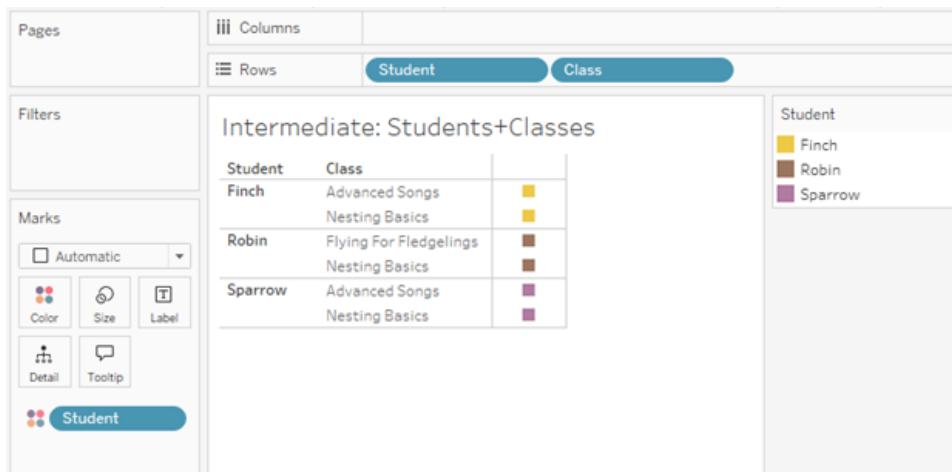 Pages
Columns
Rows
Student
Class
Filters
Intermediate: Students+Classes
Student Class
Finch Advanced Songs
Nesting Basics
Robin Flying For Fledgelings
Nesting Basics
Sparrow Advanced Songs
Nesting Basics
Student
Finch
Robin
Sparrow
Marks
Automatic
Color Size Label
Detail Tooltip
Student